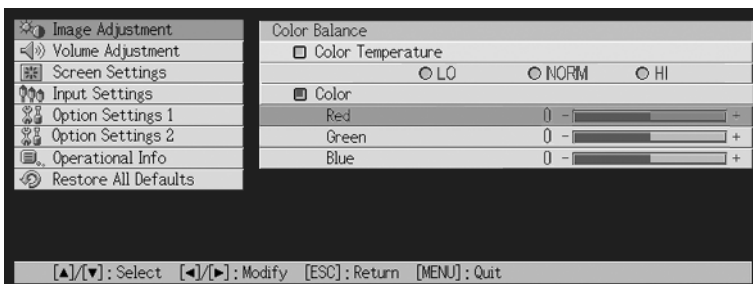 Image Adjustment
Volume Adjustment
Screen Settings
Input Settings
Option Settings 1
Option Settings 2
Operational Info
Restore All Defaults
Color Balance
Color Temperature
LO NORM HI
Color
Red 0 - +
Green 0 - +
Blue 0 - +
[▲]/[▼] : Select [◄]/[►] : Modify [ESC] : Return [MENU] : Quit